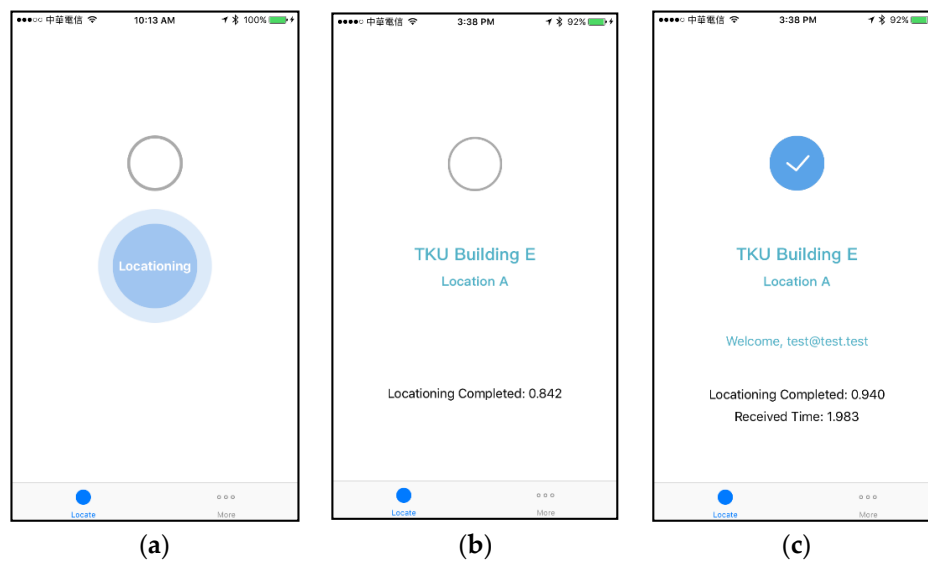 中華電信 10:13 AM 100%
Locationing
Locate More
(a)
中華電信 3:38 PM 92%
TKU Building E
Location A
Locationing Completed: 0.842
Locate More
(b)
中華電信 3:38 PM 92%
TKU Building E
Location A
Welcome, test@test.test
Locationing Completed: 0.940
Received Time: 1.983
Locate More
(c)